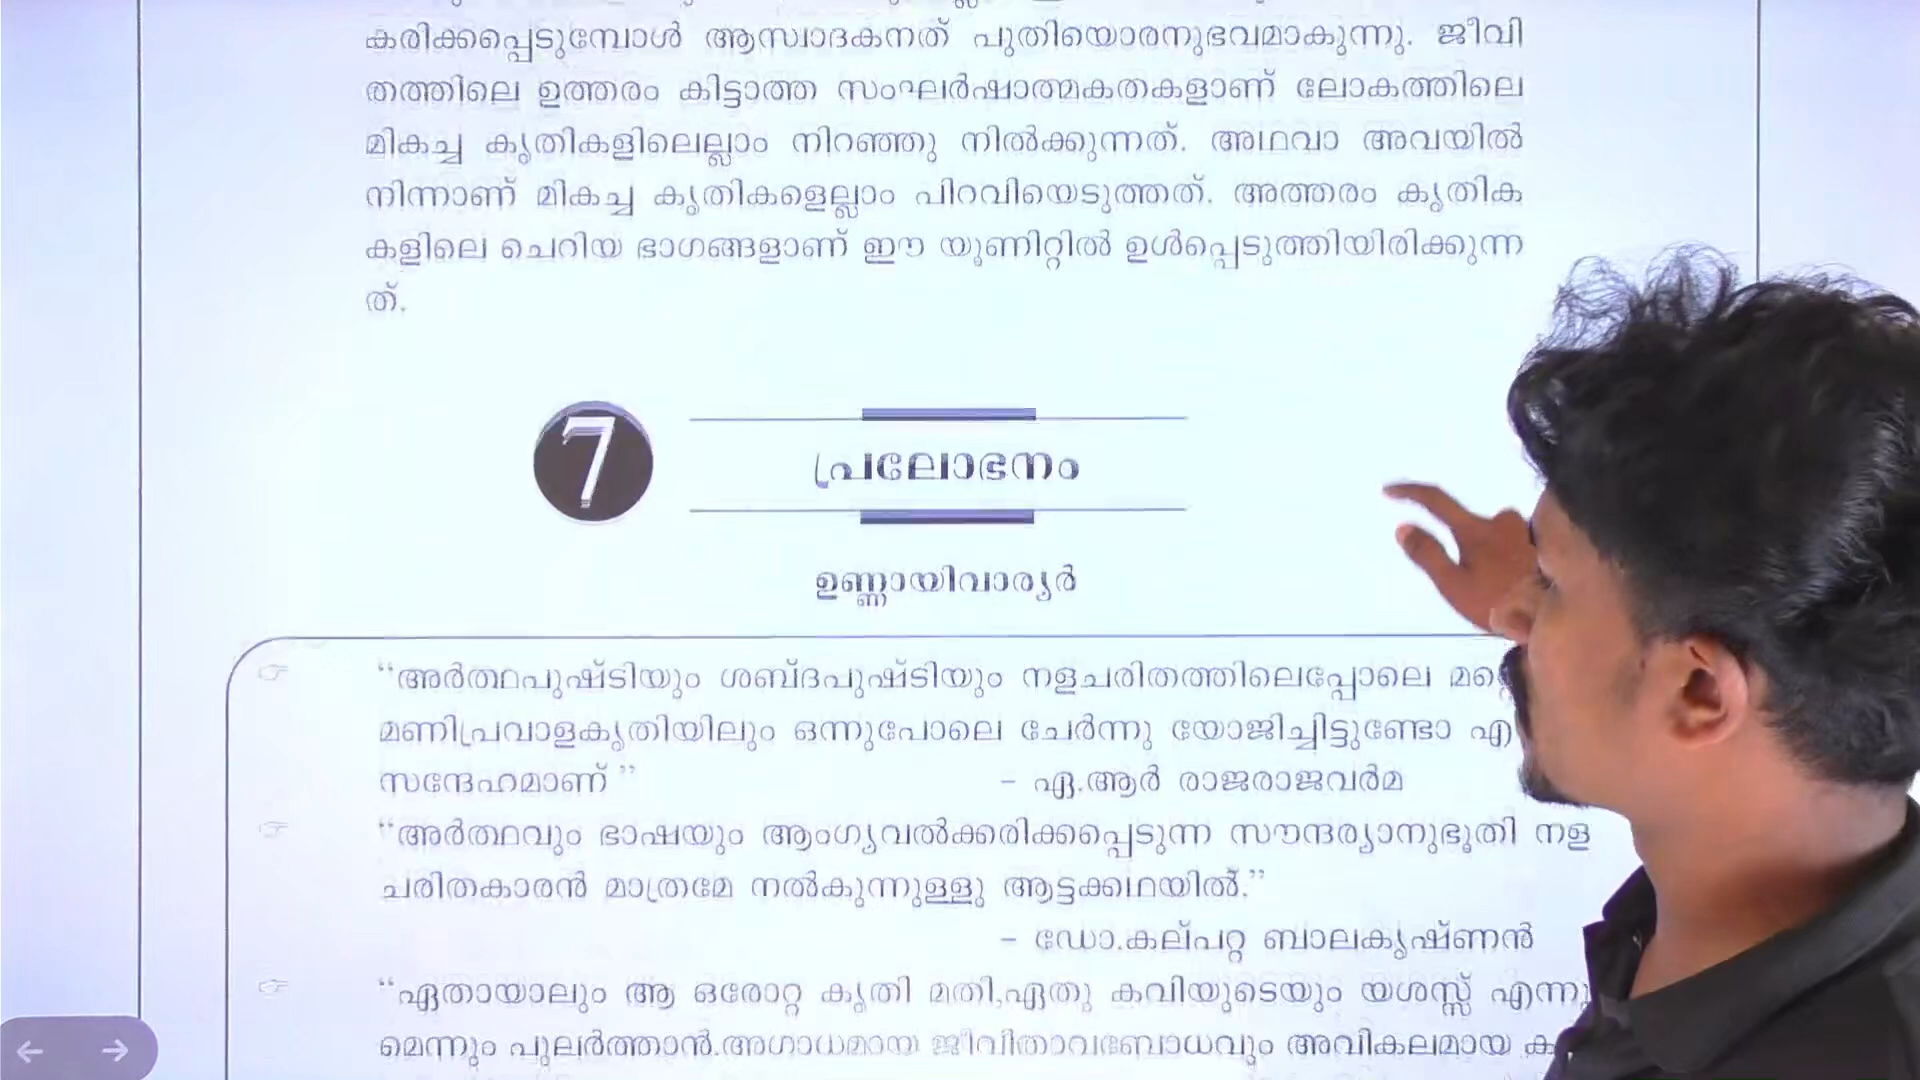 കരിക്കപ്പെടുമ്പോൾ ആസ്വാദകനത് പുതിയൊരനുഭവമാകുന്നു. ജീവി
തത്തിലെ ഉത്തരം കിട്ടാത്ത സംഘർഷാത്മകതകളാണ് ലോകത്തിലെ
മികച്ച കൃതികളിലെല്ലാം നിറഞ്ഞു നിൽക്കുന്നത്. അഥവാ അവയിൽ
നിന്നാണ് മികച്ച കൃതികളെല്ലാം പിറവിയെടുത്തത്. അത്തരം കൃതിക
കളിലെ ചെറിയ ഭാഗങ്ങളാണ് ഈ യൂണിറ്റിൽ ഉൾപ്പെടുത്തിയിരിക്കുന്ന
ത്.
7
പ്രലോഭനം
ഉണ്ണായിവാര്യർ
“അർത്ഥപുഷ്ടിയും ശബ്ദപുഷ്ടിയും നളചരിതത്തിലെപ്പോലെ
മണിപ്രവാളകൃതിയിലും ഒന്നുപോലെ ചേർന്നു യോജിച്ചിട്ടുണ്ടോ
സന്ദേഹമാണ് ” – ഏ.ആർ രാജരാജവർമ
“അർത്ഥവും ഭാഷയും ആംഗ്യവൽക്കരിക്കപ്പെടുന്ന സൗന്ദര്യാനുഭൂതി നള
ചരിതകാരൻ മാത്രമേ നൽകുന്നുള്ളു ആട്ടക്കഥയിൽ.”
– ഡോ.കല്പറ്റ ബാലകൃഷ്ണൻ
“ഏതായാലും ആ ഒരോറ്റ കൃതി മതി,ഏതു കവിയുടെയും യശസ്സ് എന്നു
മെന്നും പുലർത്താൻ.അഗാധമായ ജീവിതാവബോധവും അവികലമായ